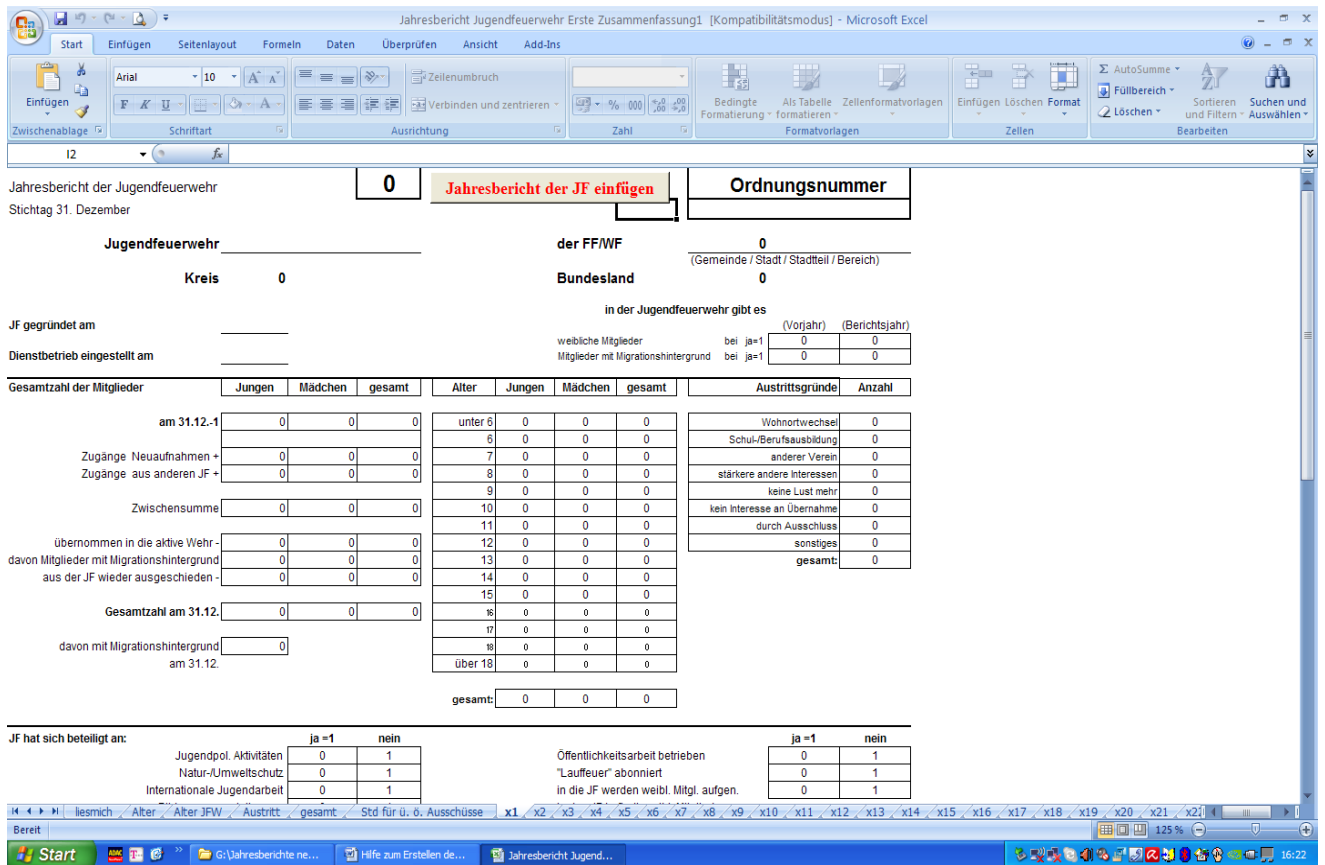 Jahresbericht Jugendfeuerwehr Erste Zusammenfassung1 [Kompatibilitätsmodus] - Microsoft Excel
Start Einfügen Seitenlayout Formeln Daten Überprüfen Ansicht Add-Ins
Einfügen
Arial 10
F K U
Zeilenumbruch
Verbinden und zentrieren
% 000
Bedingte Formatierung
Als Tabelle formatieren
Zellenformatvorlagen
Einfügen Löschen Format
Σ AutoSumme
Füllbereich
Löschen
Sortieren und Filtern
Suchen und Auswählen
Zwischenablage Schriftart Ausrichtung Zahl Formatvorlagen Zellen Bearbeiten
I2 fx
Jahresbericht der Jugendfeuerwehr 0 Jahresbericht der JF einfügen Ordnungsnummer
Stichtag 31. Dezember
Jugendfeuerwehr der FF/WF 0
(Gemeinde / Stadt / Stadtteil / Bereich)
Kreis 0 Bundesland 0
in der Jugendfeuerwehr gibt es
JF gegründet am (Vorjahr) (Berichtsjahr)
weibliche Mitglieder bei ja=1 0 0
Dienstbetrieb eingestellt am Mitglieder mit Migrationshintergrund bei ja=1 0 0
Gesamtzahl der Mitglieder Jungen Mädchen gesamt Alter Jungen Mädchen gesamt Austrittsgründe Anzahl
am 31.12.-1 0 0 0 unter 6 0 0 0 Wohnortwechsel 0
6 0 0 0 Schul-/Berufsausbildung 0
Zugänge Neuaufnahmen + 0 0 0 7 0 0 0 anderer Verein 0
Zugänge aus anderen JF + 0 0 0 8 0 0 0 stärkere andere Interessen 0
9 0 0 0 keine Lust mehr 0
Zwischensumme 0 0 0 10 0 0 0 kein Interesse an Übernahme 0
11 0 0 0 durch Ausschluss 0
übernommen in die aktive Wehr - 0 0 0 12 0 0 0 sonstiges 0
davon Mitglieder mit Migrationshintergrund 0 0 0 13 0 0 0 gesamt: 0
aus der JF wieder ausgeschieden - 0 0 0 14 0 0 0
15 0 0 0
Gesamtzahl am 31.12. 0 0 0 16 0 0 0
17 0 0 0
davon mit Migrationshintergrund 0 18 0 0 0
am 31.12. über 18 0 0 0
gesamt: 0 0 0
JF hat sich beteiligt an: ja =1 nein ja =1 nein
Jugendpol. Aktivitäten 0 1 Öffentlichkeitsarbeit betrieben 0 1
Natur-/Umweltschutz 0 1 "Lauffeuer" abonniert 0 1
Internationale Jugendarbeit 0 1 in die JF werden weibl. Mitgl. aufgen. 0 1
liesmich Alter Alter JFW Austritt gesamt Std für ü. ö. Ausschüsse x1 x2 x3 x4 x5 x6 x7 x8 x9 x10 x11 x12 x13 x14 x15 x16 x17 x18 x19 x20 x21 x22
Bereit 125 %
Start G:\Jahresberichte ne... Hilfe zum Erstellen de... Jahresbericht Jugend... 16:22